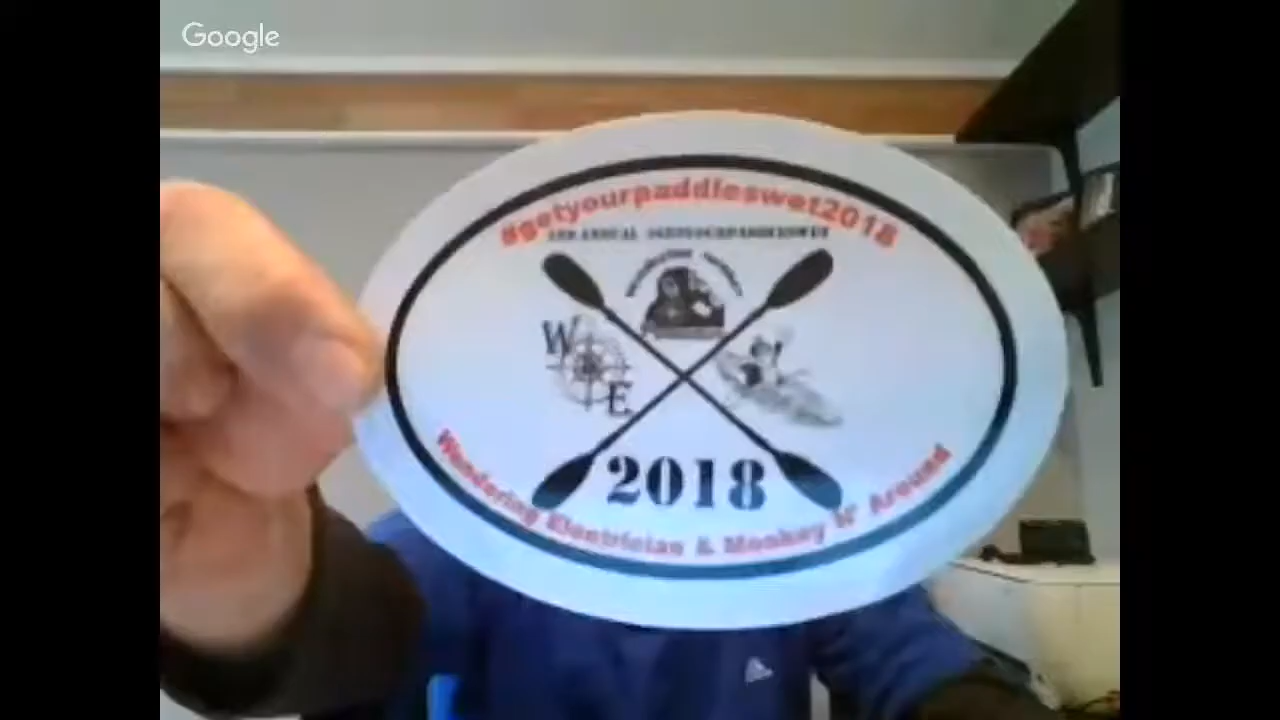 Google
#getyourpaddleswet2018
W
E
2018
Wandering Electrician & Monkey N' Around